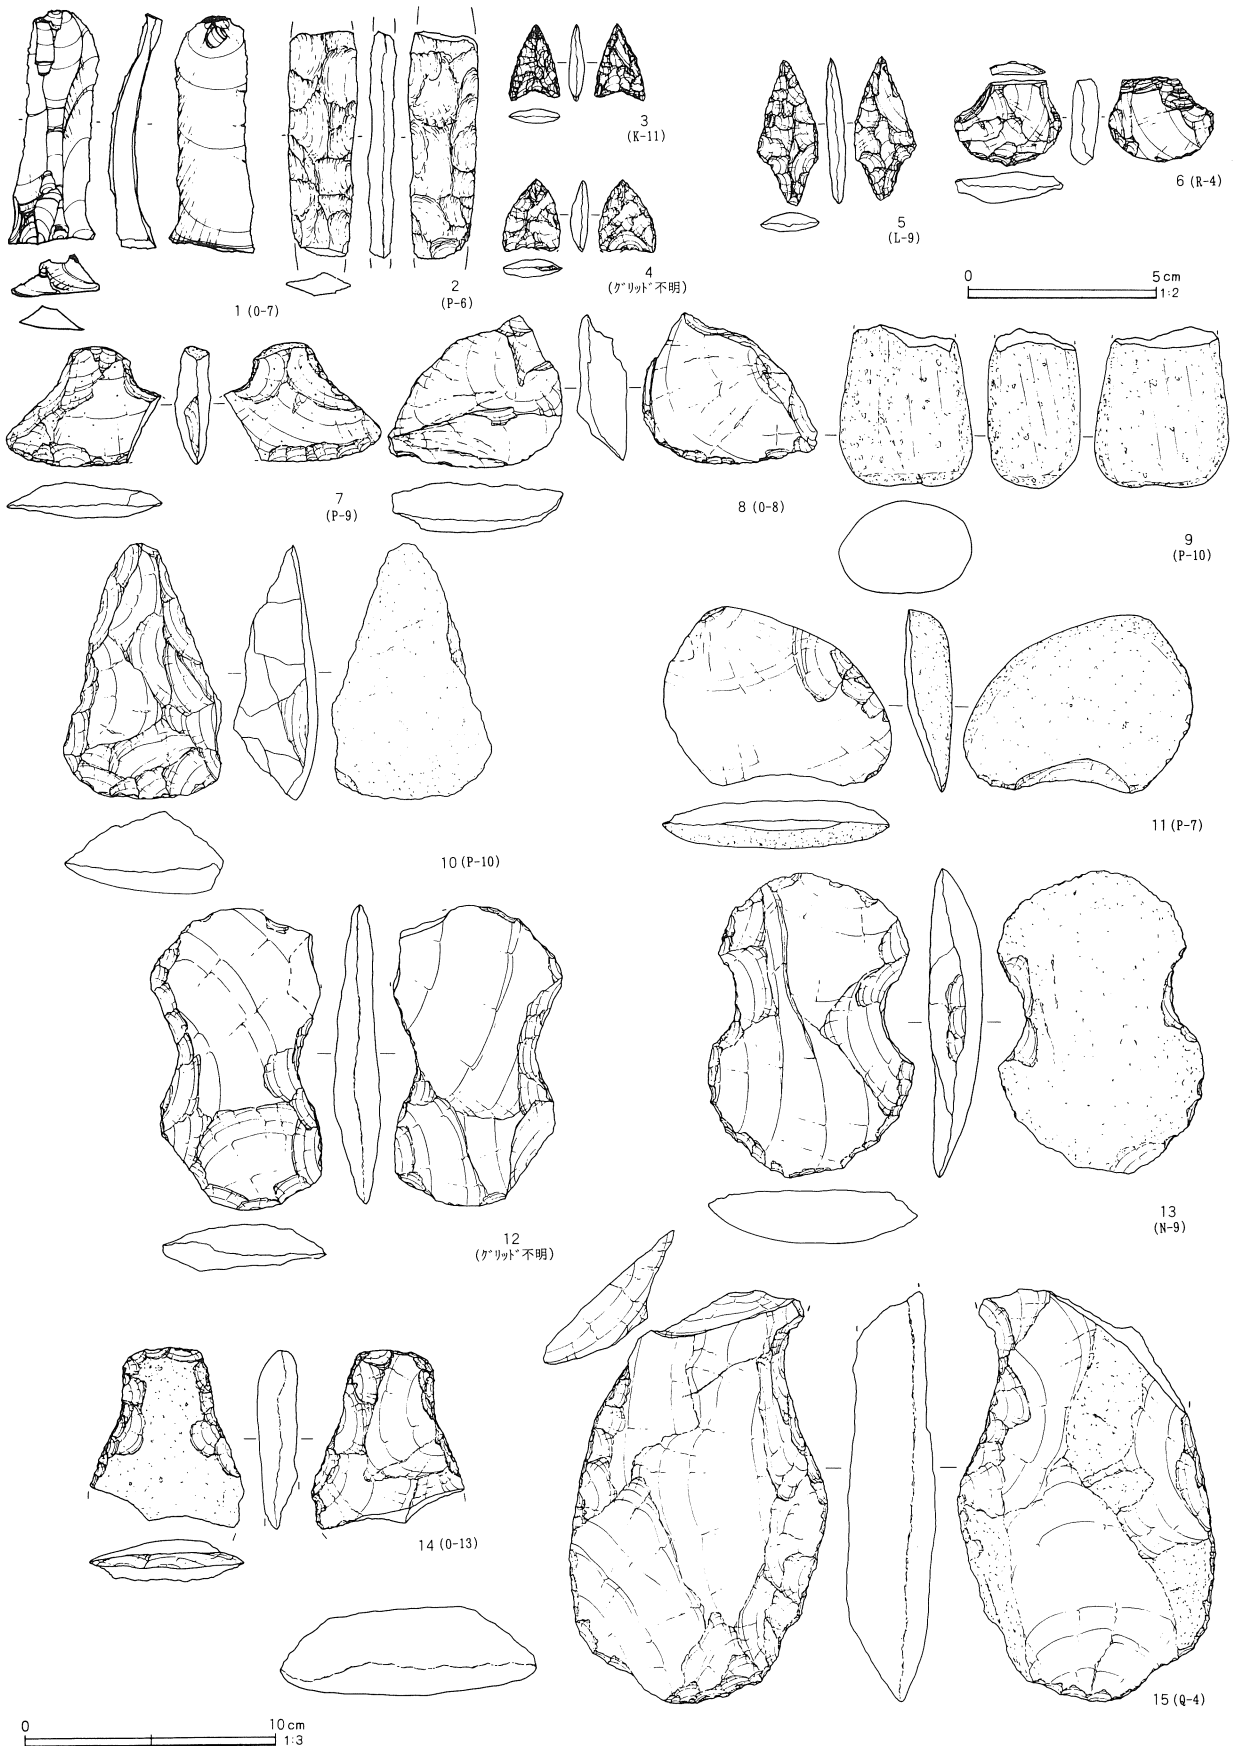 1 (O-7)
2
(P-6)
3
(K-11)
4
(ｸﾞﾘｯﾄﾞ不明)
5
(L-9)
6 (R-4)
0 5cm
1:2
7
(P-9)
8 (O-8)
9
(P-10)
10 (P-10)
11 (P-7)
12
(ｸﾞﾘｯﾄﾞ不明)
13
(N-9)
14 (O-13)
15 (Q-4)
0 10cm
1:3